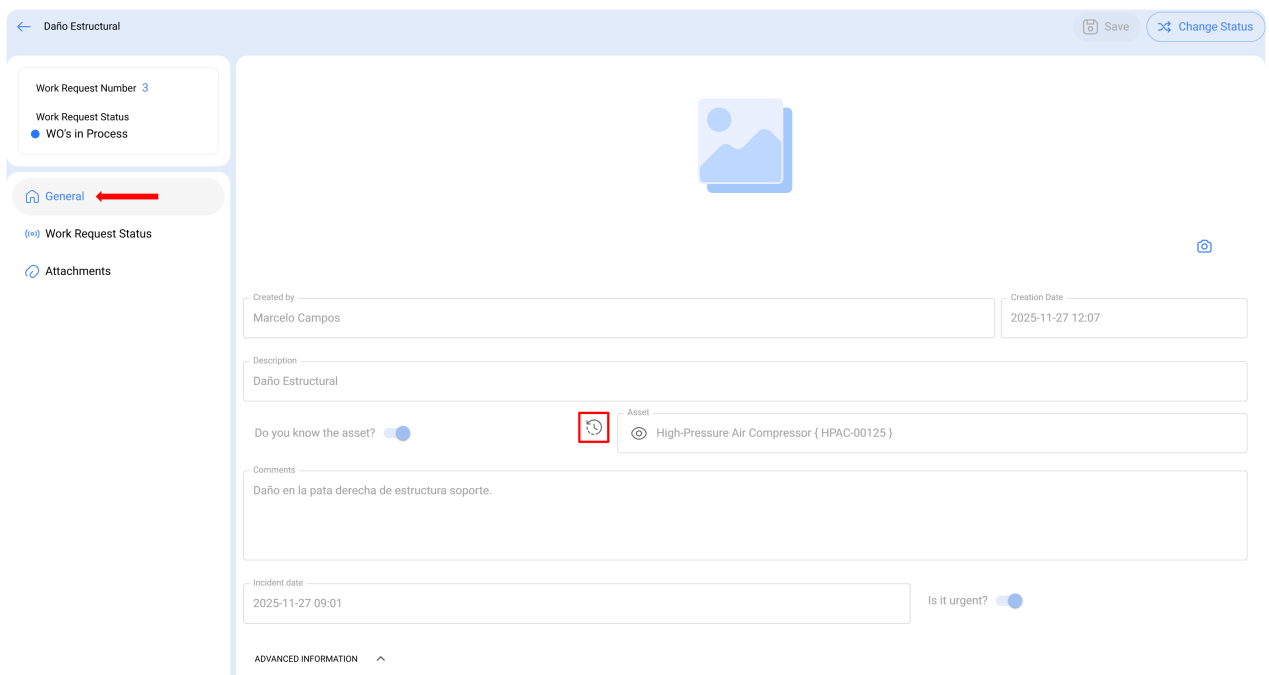 Daño Estructural
Save
Change Status
Work Request Number 3
Work Request Status
WO's in Process
General
Work Request Status
Attachments
Created by
Marcelo Campos
Creation Date
2025-11-27 12:07
Description
Daño Estructural
Do you know the asset?
Asset
High-Pressure Air Compressor { HPAC-00125 }
Comments
Daño en la pata derecha de estructura soporte.
Incident date
2025-11-27 09:01
Is it urgent?
ADVANCED INFORMATION